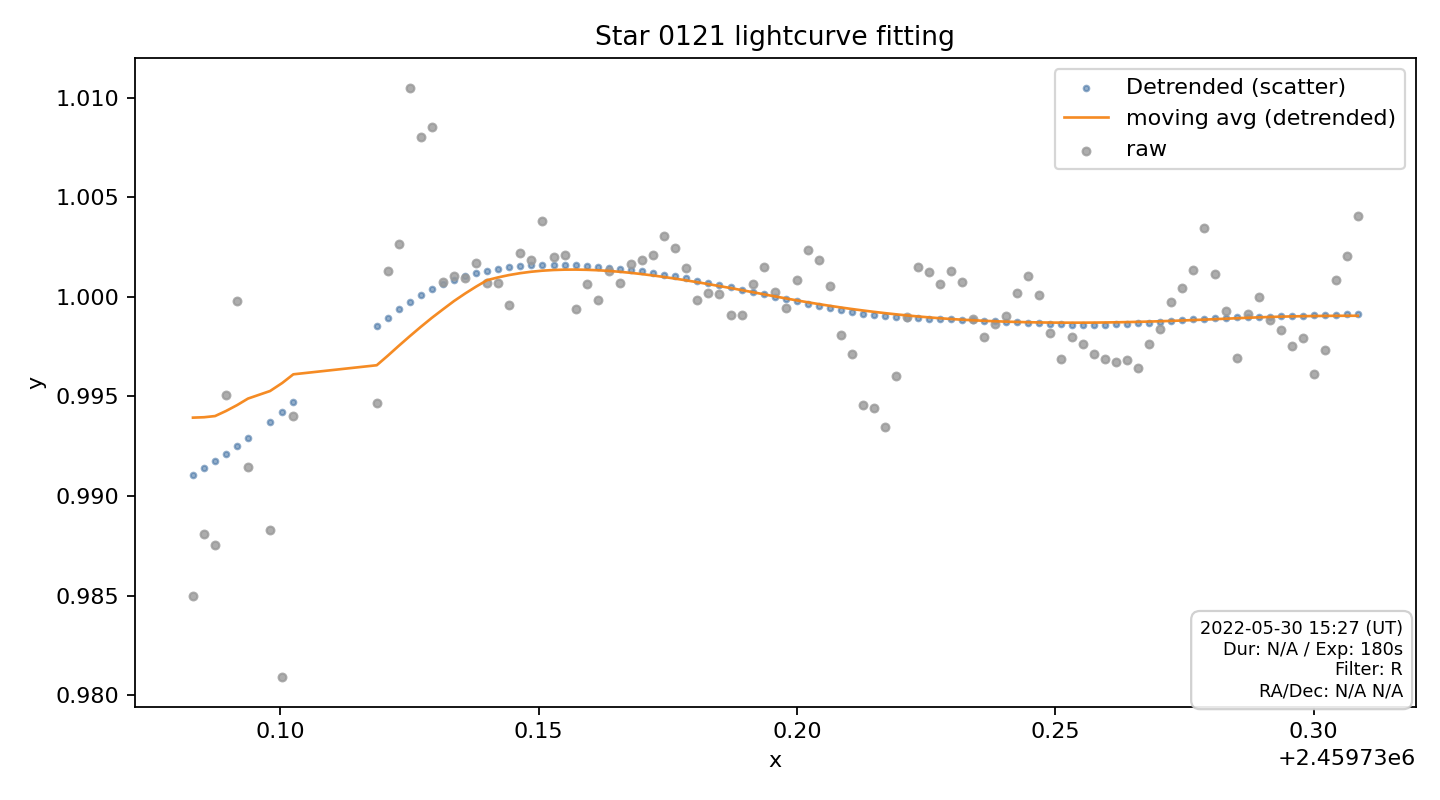 Star 0121 lightcurve fitting
Detrended (scatter)
moving avg (detrended)
raw
1.010
1.005
1.000
0.995
0.990
0.985
0.980
y
2022-05-30 15:27 (UT)
Dur: N/A / Exp: 180s
Filter: R
RA/Dec: N/A N/A
0.10 0.15 0.20 0.25 0.30
x
+2.45973e6